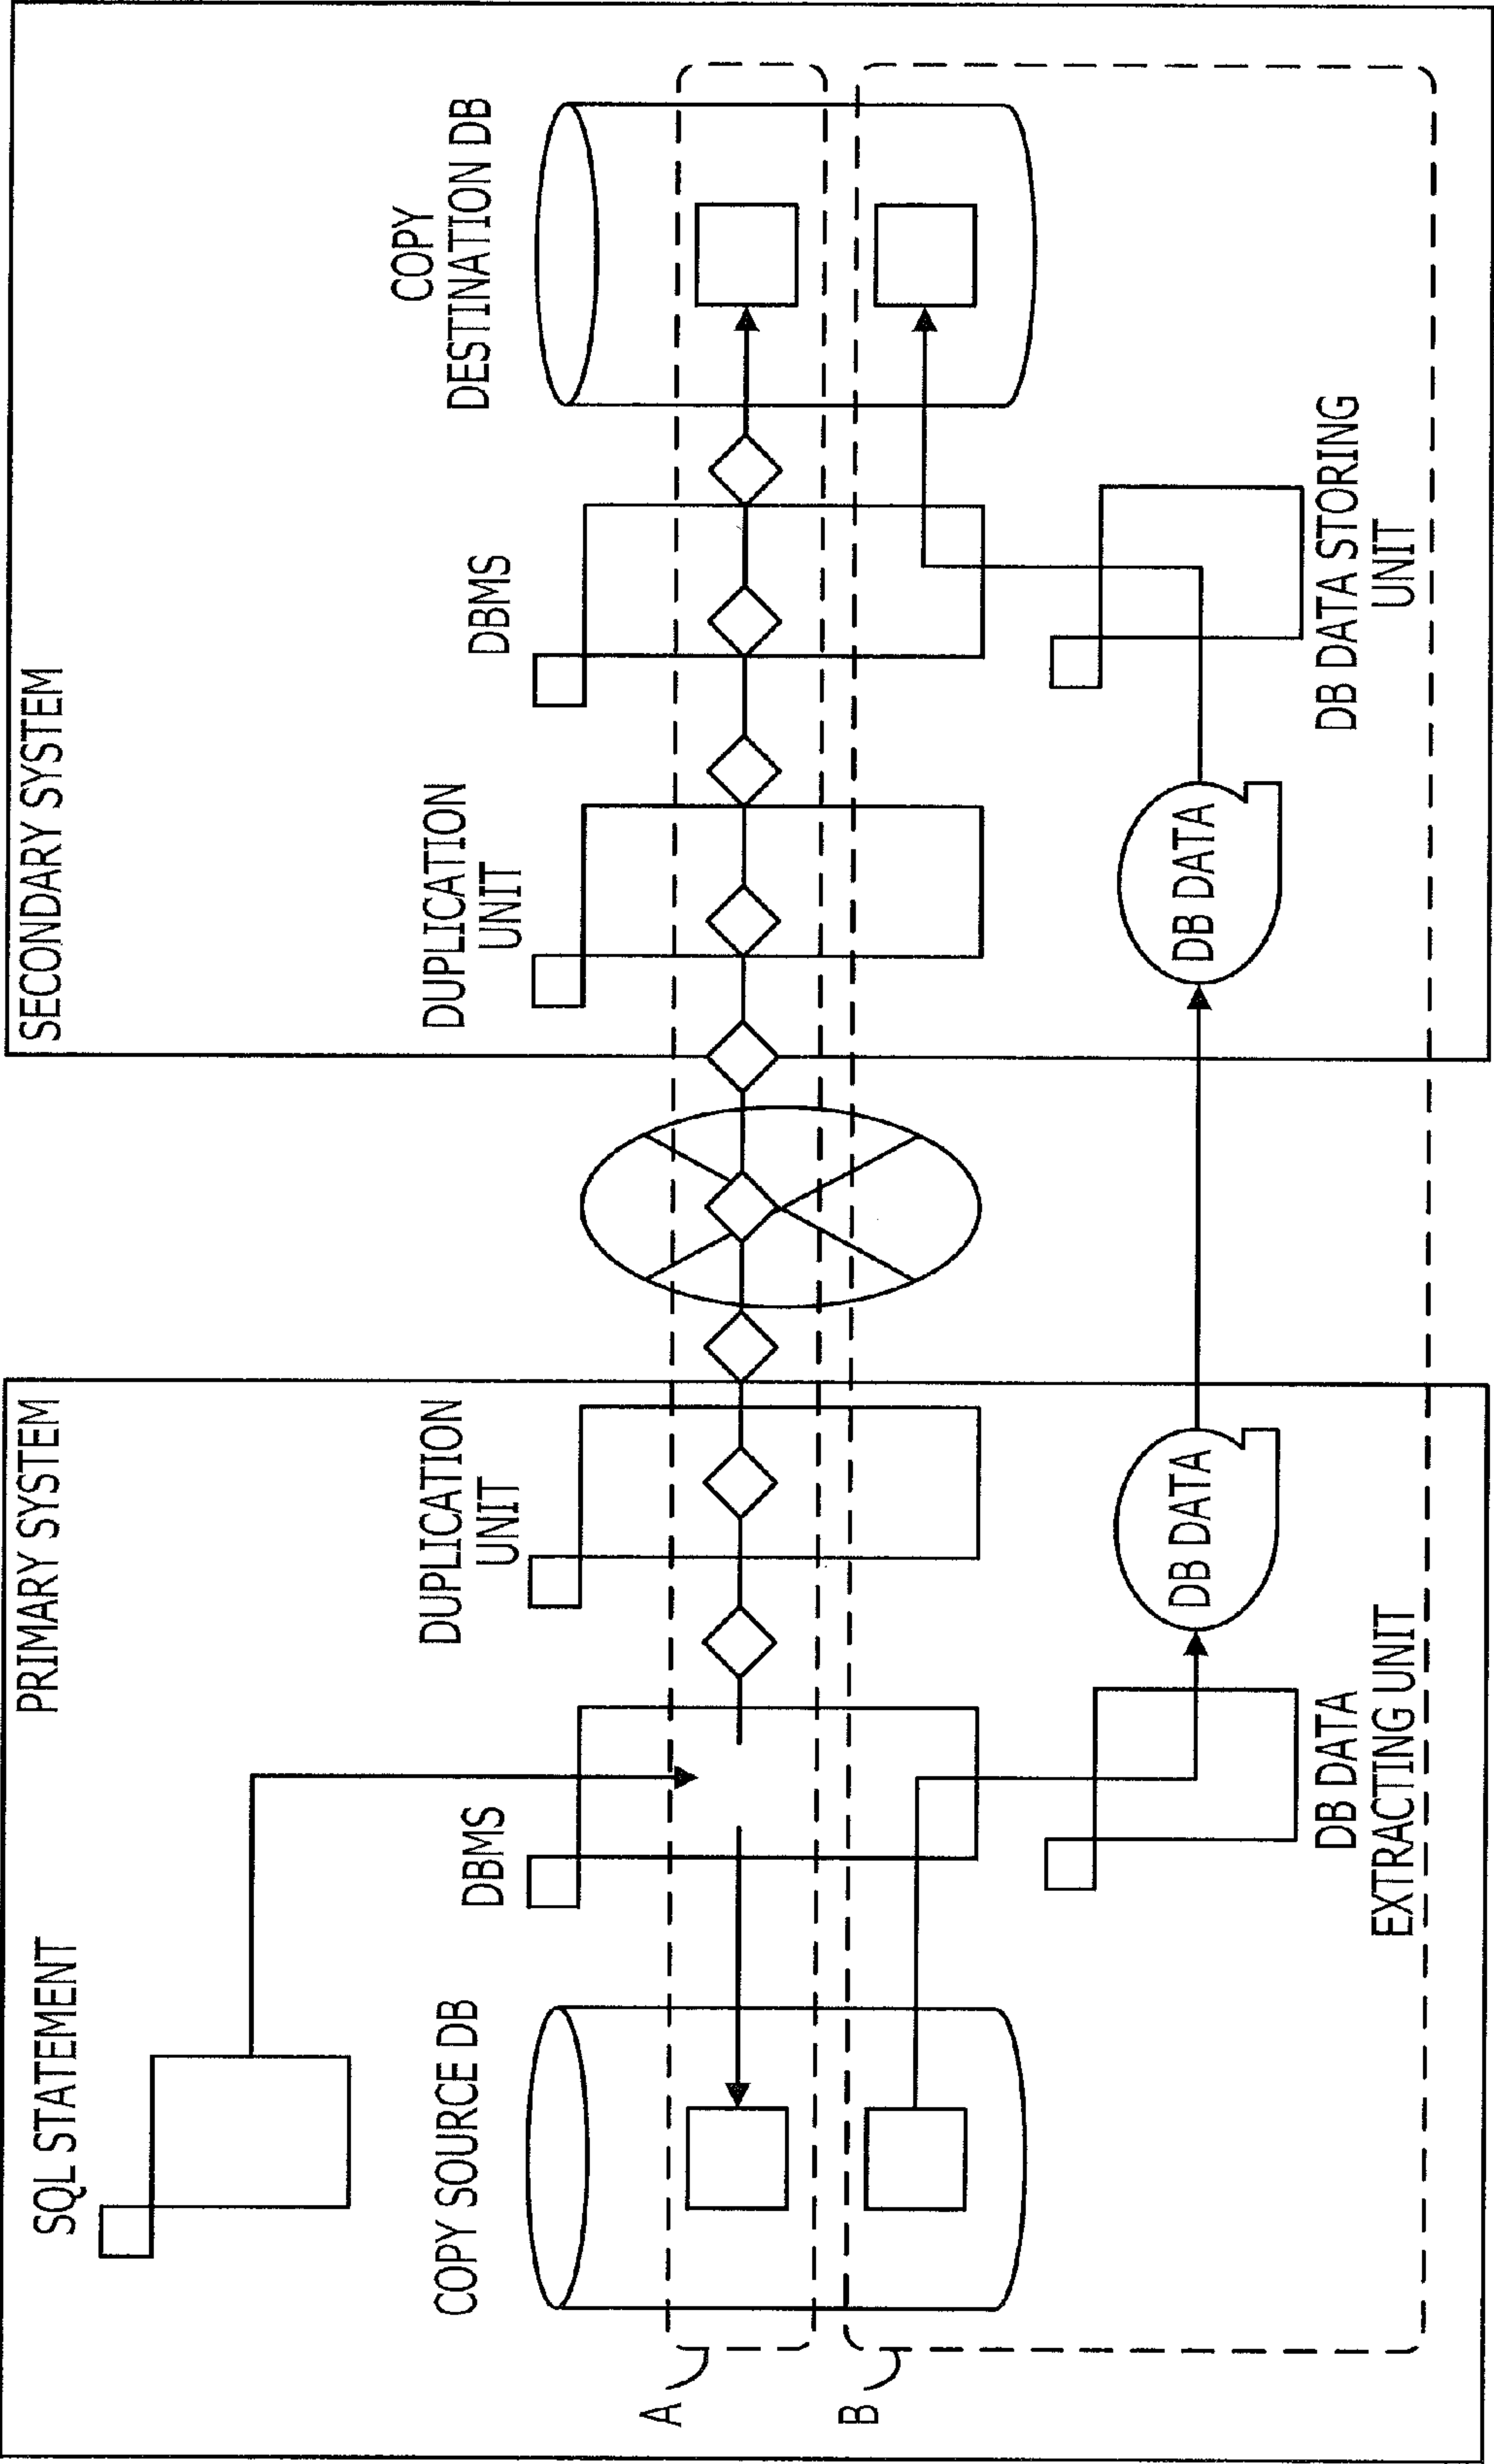 PRIMARY SYSTEM
SECONDARY SYSTEM
SQL STATEMENT
COPY SOURCE DB
DBMS
DUPLICATION
UNIT
DUPLICATION
UNIT
DBMS
COPY
DESTINATION DB
A
B
DB DATA
EXTRACTING UNIT
DB DATA
DB DATA
DB DATA STORING
UNIT